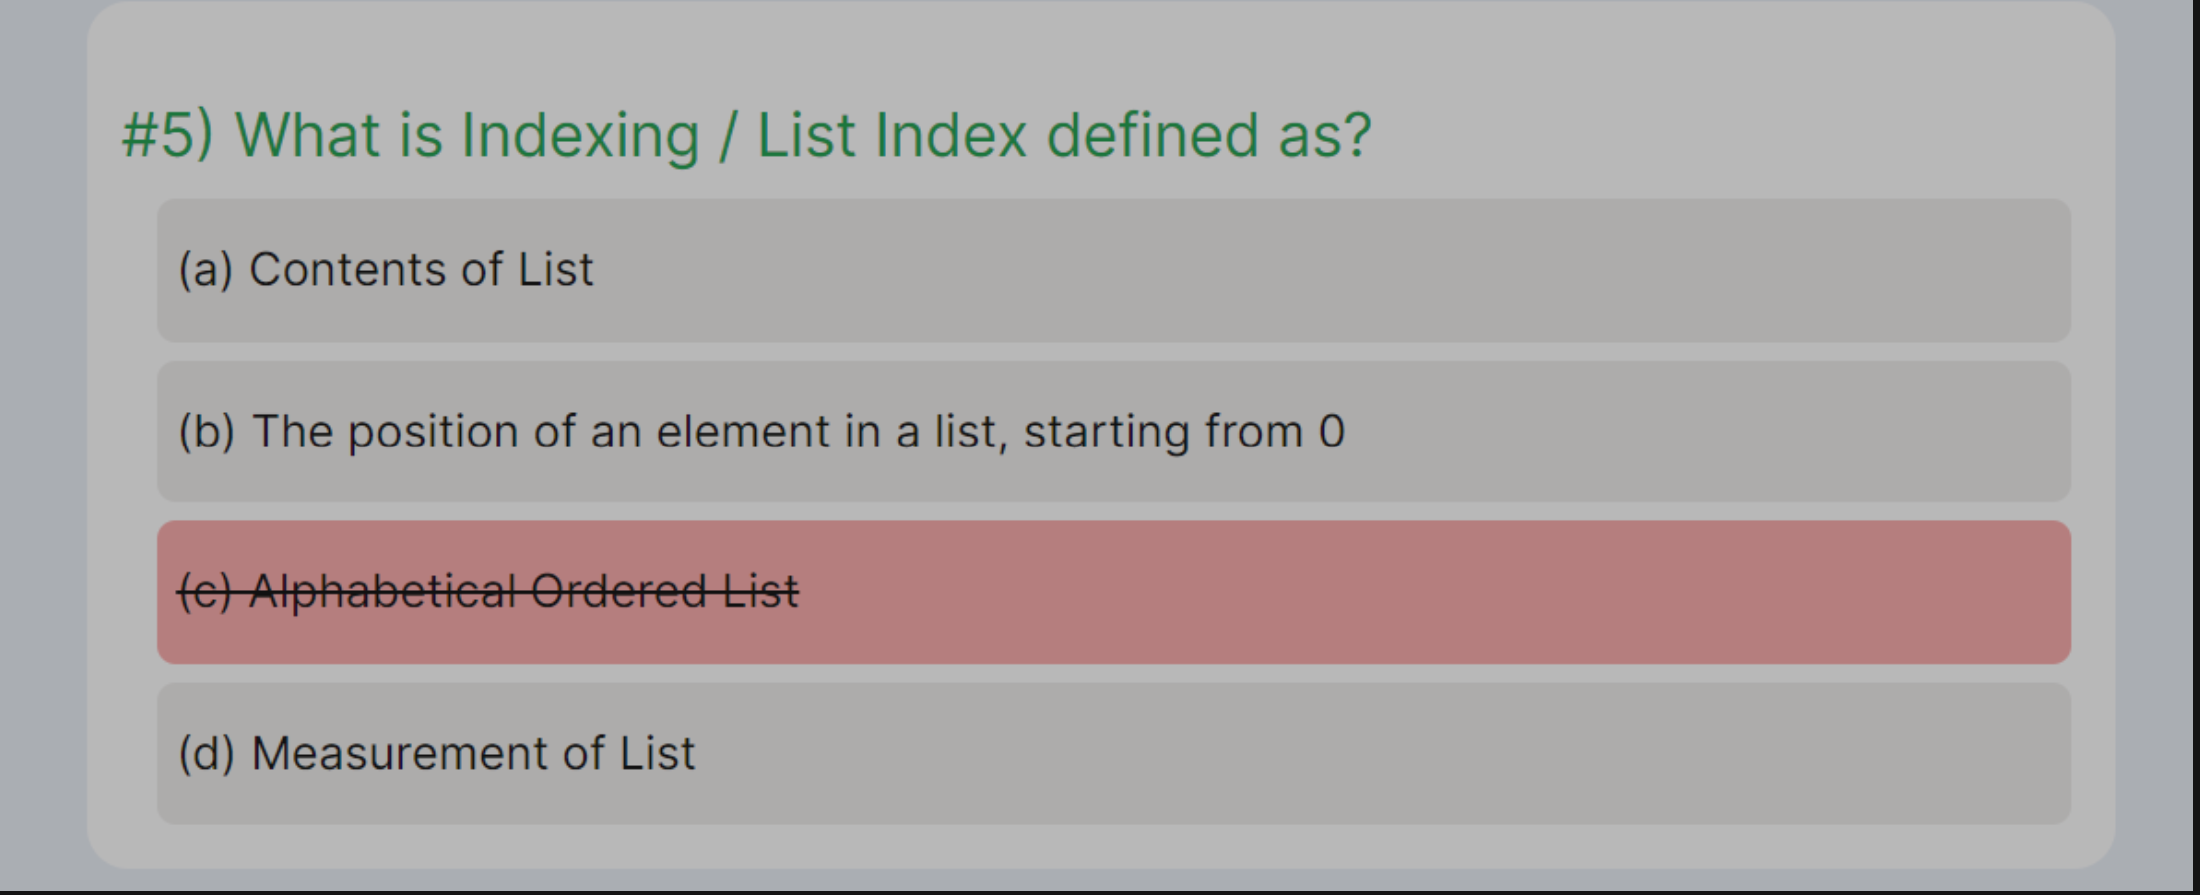 #5) What is Indexing / List Index defined as?
(a) Contents of List
(b) The position of an element in a list, starting from 0
(c) Alphabetical Ordered List
(d) Measurement of List